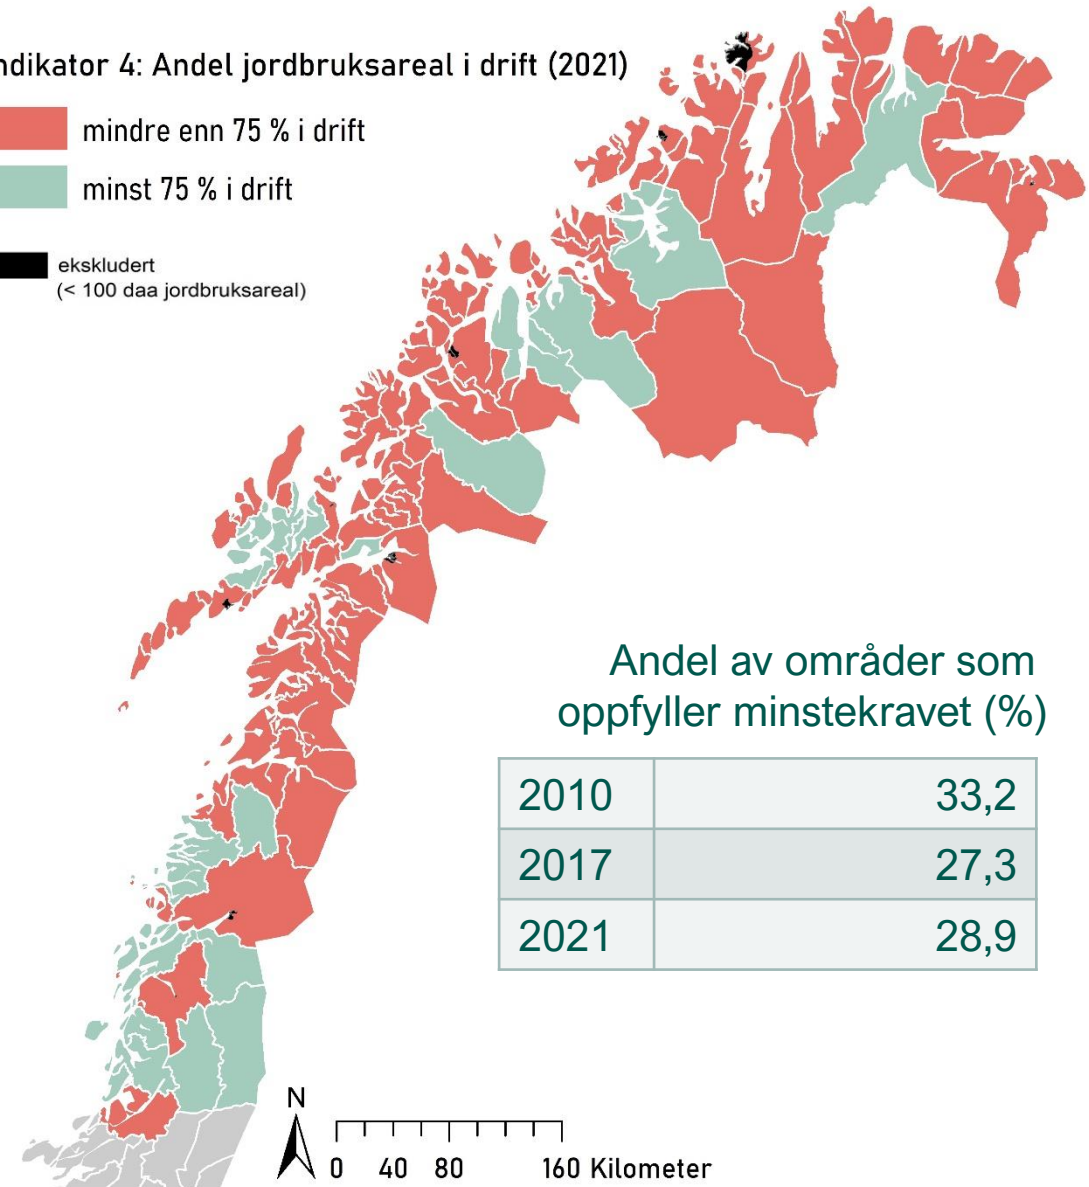 ndikator 4: Andel jordbruksareal i drift (2021)
mindre enn 75 % i drift
minst 75 % i drift
ekskludert
(< 100 daa jordbruksareal)
Andel av områder som
oppfyller minstekravet (%)
2010 33,2
2017 27,3
2021 28,9
N
0 40 80 160 Kilometer